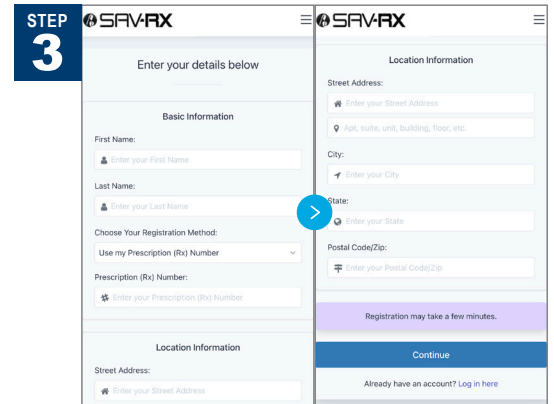 STEP
3
SAV-RX
Enter your details below
Basic Information
First Name:
Enter your First Name
Last Name:
Enter your Last Name
Choose Your Registration Method:
Use my Prescription (Rx) Number
Prescription (Rx) Number:
Enter your Prescription (Rx) Number
Location Information
Street Address:
Enter your Street Address
SAV-RX
Location Information
Street Address:
Enter your Street Address
Apt, suite, unit, building, floor, etc.
City:
Enter your City
State:
Enter your State
Postal Code/Zip:
Enter your Postal Code/Zip
Registration may take a few minutes.
Continue
Already have an account? Log in here